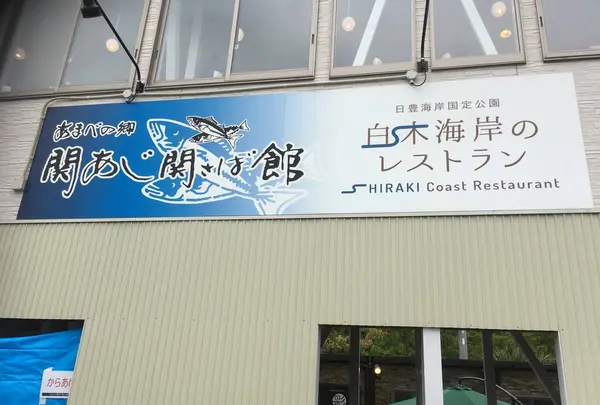 あまべの郷
関あじ関さば館
日豊海岸国定公園
白木海岸の
レストラン
SHIRAKI Coast Restaurant
からあげ